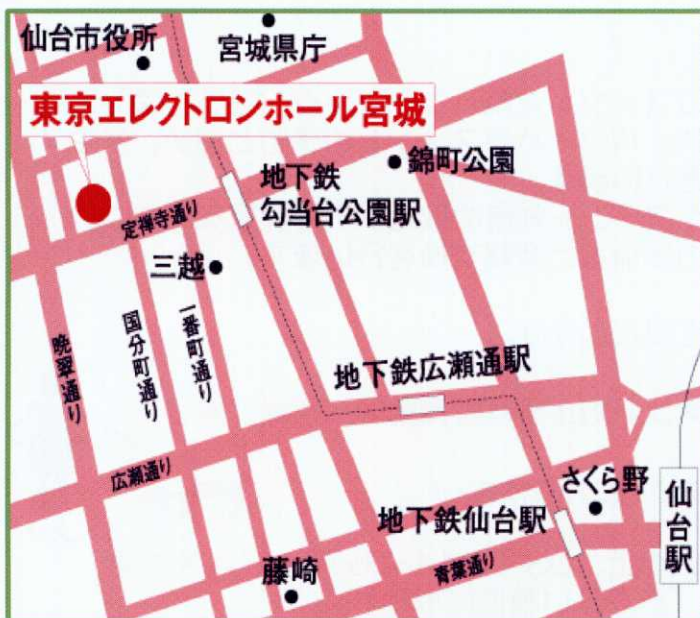 仙台市役所
宮城県庁
東京エレクトロンホール宮城
地下鉄
勾当台公園駅
錦町公園
定禅寺通り
三越
晩翠通り
国分町通り
一番町通り
地下鉄広瀬通駅
広瀬通り
さくら野
仙台駅
地下鉄仙台駅
青葉通り
藤崎